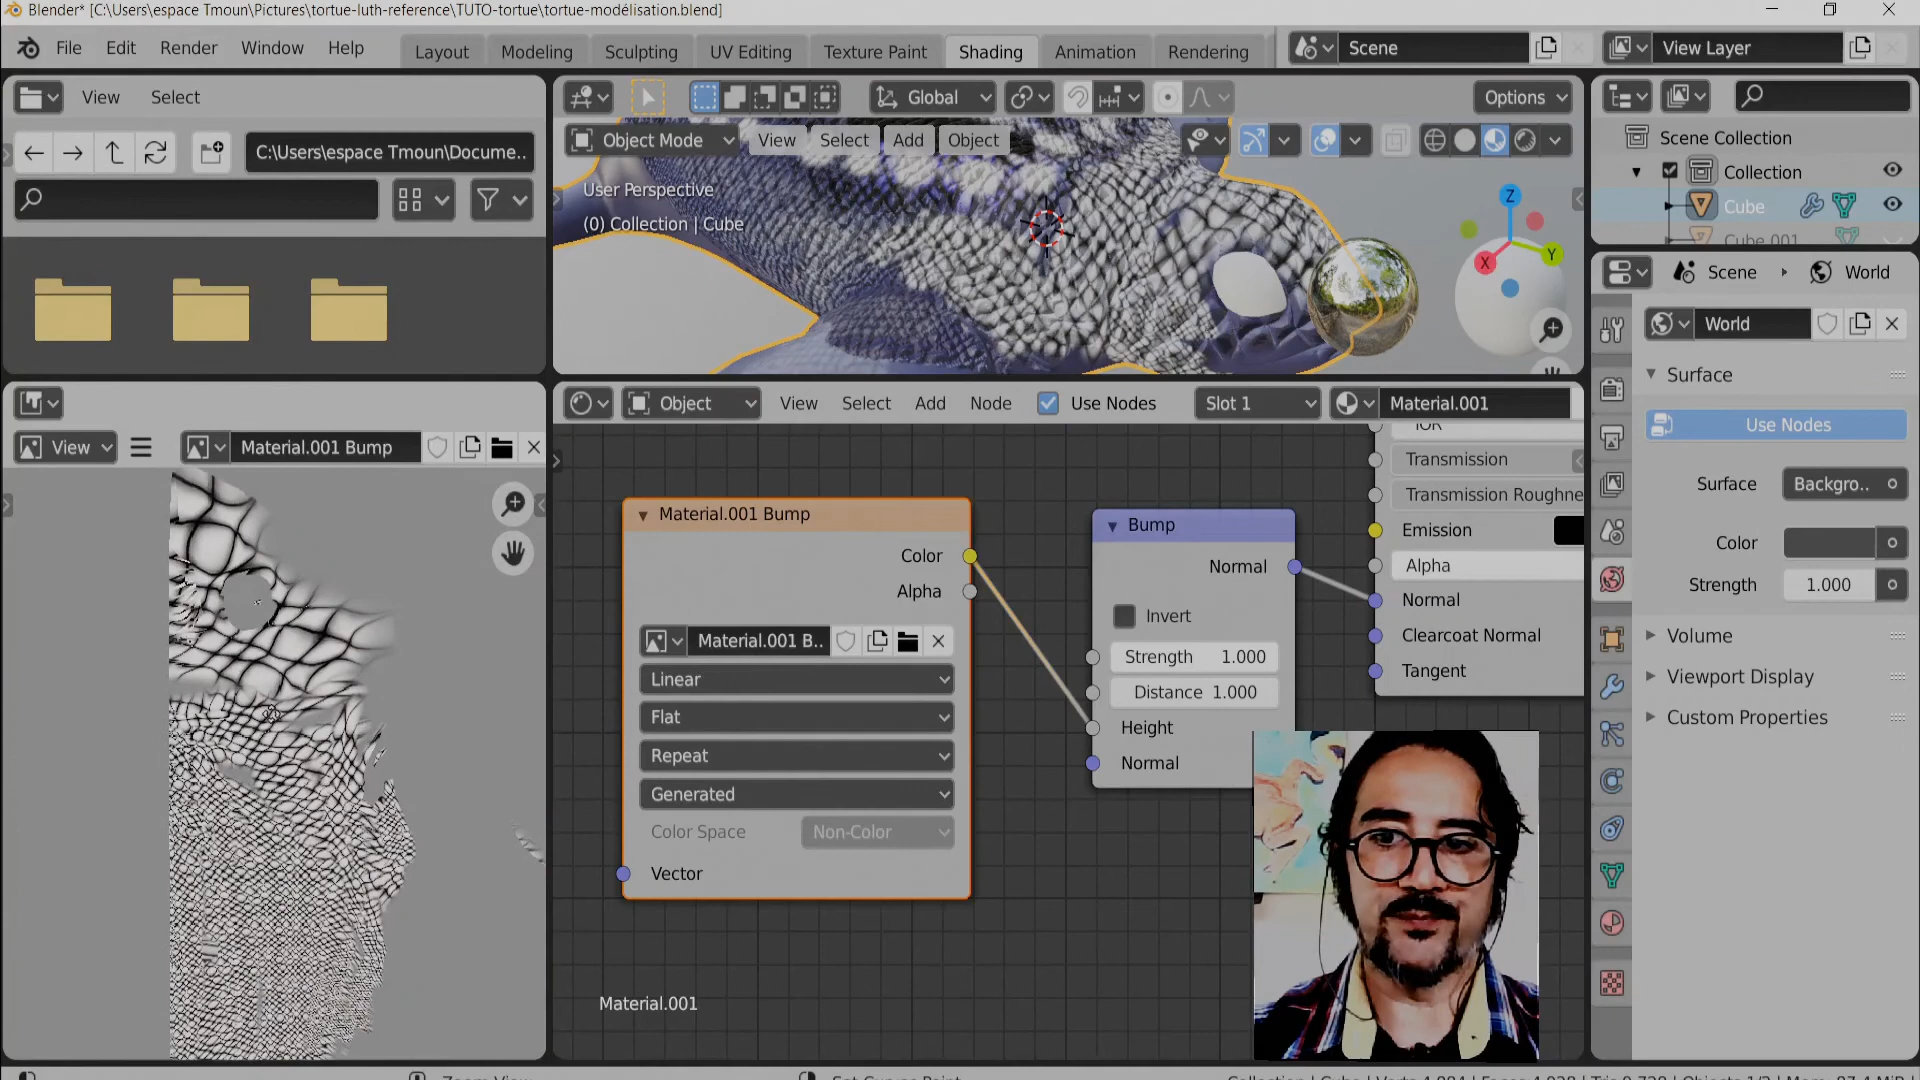 Blender* [C:\Users\espace Tmoun\Pictures\tortue-luth-reference\TUTO-tortue\tortue-modélisation.blend]
File Edit Render Window Help
Layout Modeling Sculpting UV Editing Texture Paint Shading Animation Rendering
Scene
View Layer
View Select
C:\Users\espace Tmoun\Docume..
Global
Options
Object Mode View Select Add Object
User Perspective
(0) Collection | Cube
Z
X
Y
Scene Collection
Collection
Cube
Cube.001
Scene World
World
Surface
Use Nodes
Surface Backgro..
Color
Strength 1.000
Volume
Viewport Display
Custom Properties
View
Material.001 Bump
Object View Select Add Node Use Nodes Slot 1 Material.001
Material.001 Bump
Color
Alpha
Material.001 B..
Linear
Flat
Repeat
Generated
Color Space Non-Color
Vector
Bump
Normal
Invert
Strength 1.000
Distance 1.000
Height
Normal
IOR
Transmission
Transmission Roughne
Emission
Alpha
Normal
Clearcoat Normal
Tangent
Material.001